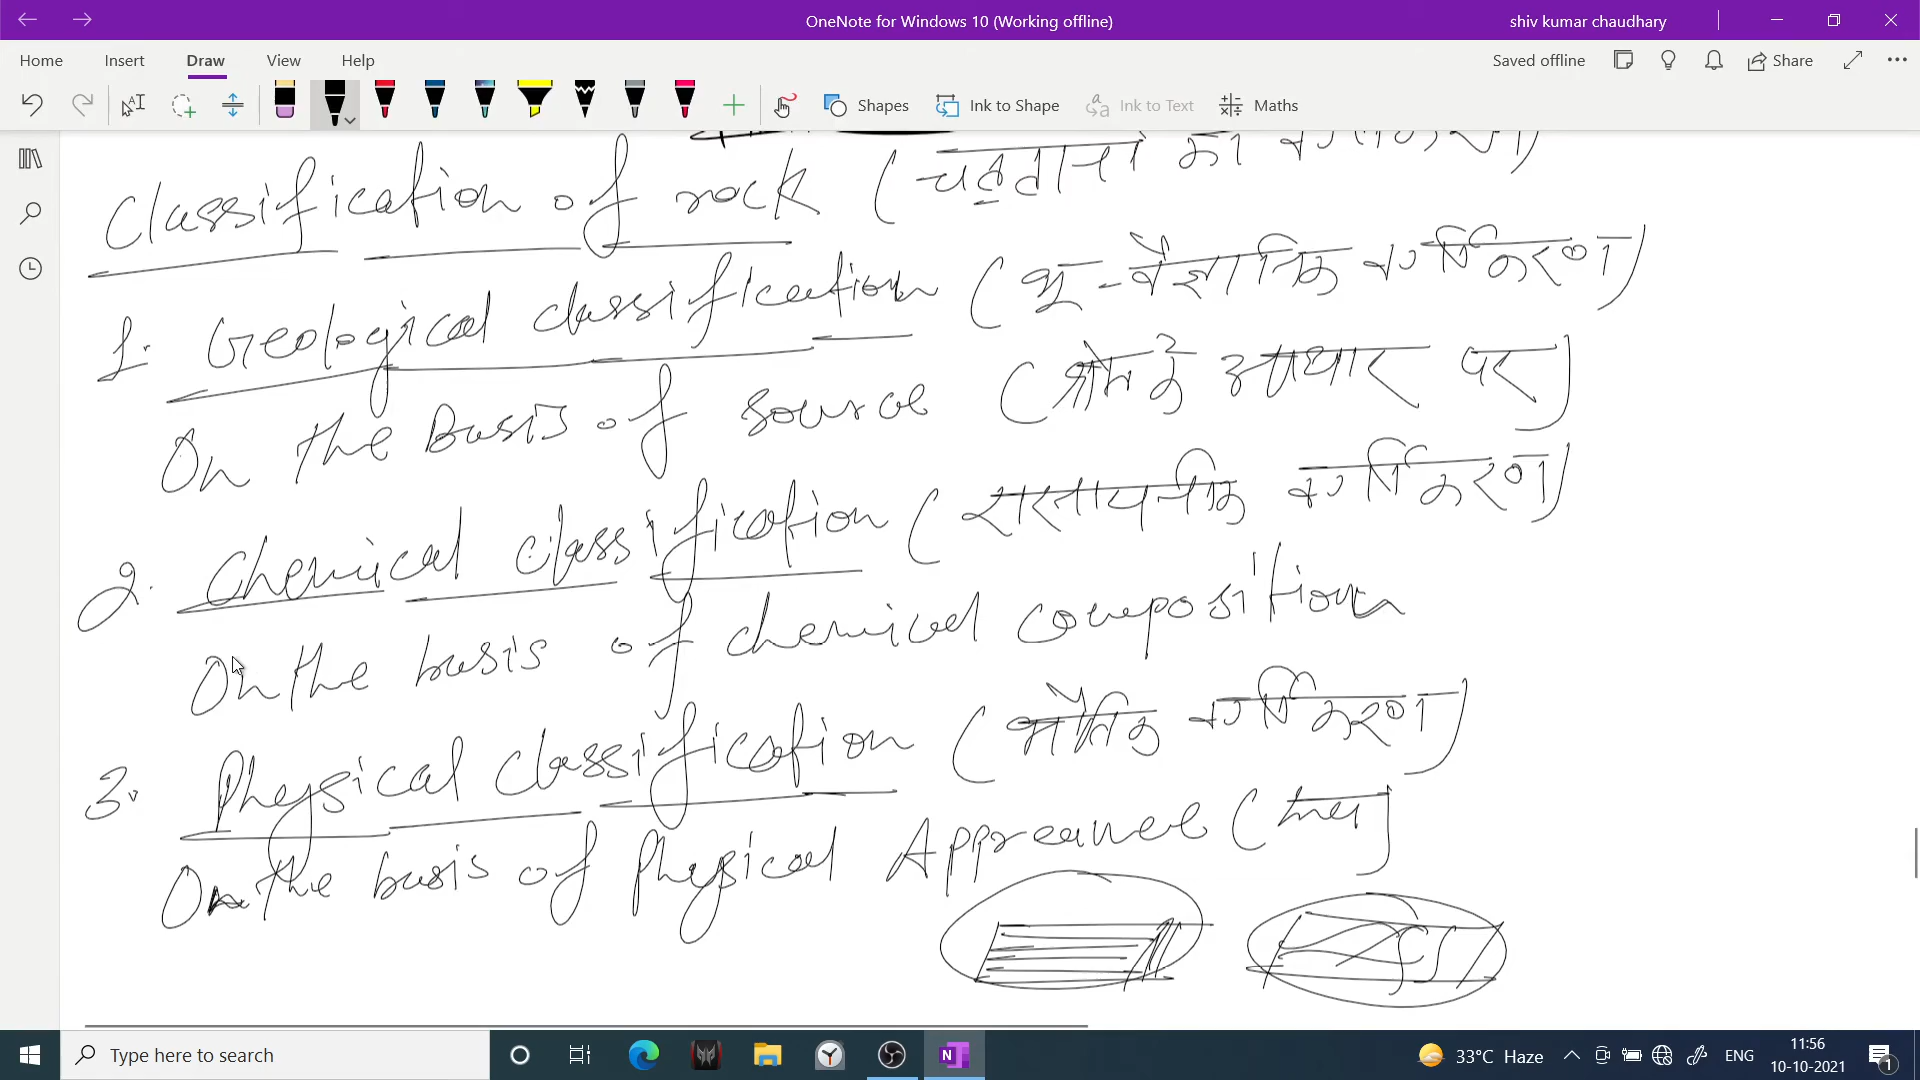 OneNote for Windows 10 (Working offline)
shiv kumar chaudhary
Home Insert Draw View Help
Saved offline Share
Shapes Ink to Shape Ink to Text Maths
Classification of rock (चट्टानों का
1. Geological classification (भू-वैज्ञानिक वर्गिकरण)
On the Basis of source (श्रोत के आधार पर)
2. Chemical classification (रासायनिक वर्गिकरण)
On the basis of chemical composition
3. Physical classification (भौतिक वर्गिकरण)
On the basis of Physical
Type here to search
33°C Haze
ENG
11:56
10-10-2021
1